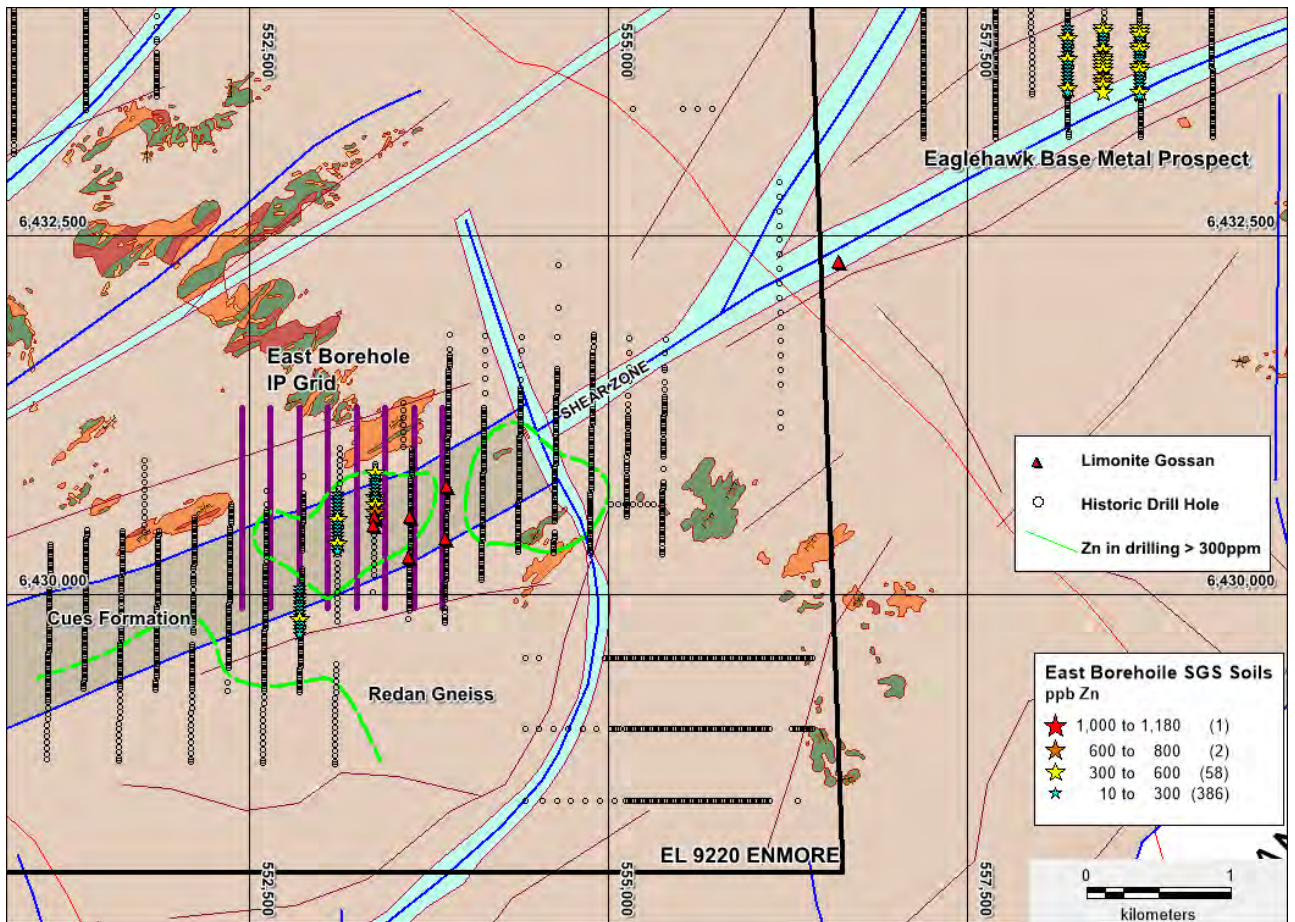 552,500
555,000
557,500
Eaglehawk Base Metal Prospect
6,432,500
6,432,500
East Borehole
IP Grid
SHEAR ZONE
Limonite Gossan
Historic Drill Hole
Zn in drilling > 300ppm
6,430,000
6,430,000
Cues Formation
Redan Gneiss
East Borehoile SGS Soils
ppb Zn
1,000 to 1,180 (1)
600 to 800 (2)
300 to 600 (58)
10 to 300 (386)
EL 9220 ENMORE
552,500
555,000
557,500
0 1
kilometers